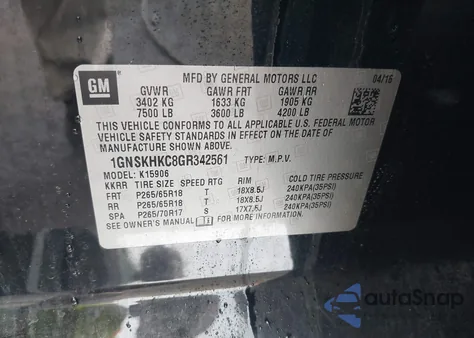 GM
MFD BY GENERAL MOTORS LLC
04/16
GVWR GAWR FRT GAWR RR
3402 KG 1633 KG 1905 KG
7500 LB 3600 LB 4200 LB
THIS VEHICLE CONFORMS TO ALL APPLICABLE U.S. FEDERAL MOTOR
VEHICLE SAFETY STANDARDS IN EFFECT ON THE DATE OF
MANUFACTURE SHOWN ABOVE.
1GNSKHKC8GR342561 TYPE: M.P.V.
MODEL: K15906
KKRR TIRE SIZE SPEED RTG RIM COLD TIRE PRESSURE
FRT P265/65R18 T 18X8.5J 240KPA(35PSI)
RR P265/65R18 T 18X8.5J 240KPA(35PSI)
SPA P265/70R17 S 17X7.5J 240KPA(35PSI)
SEE OWNER'S MANUAL FOR MORE INFORMATION.
autoSnap